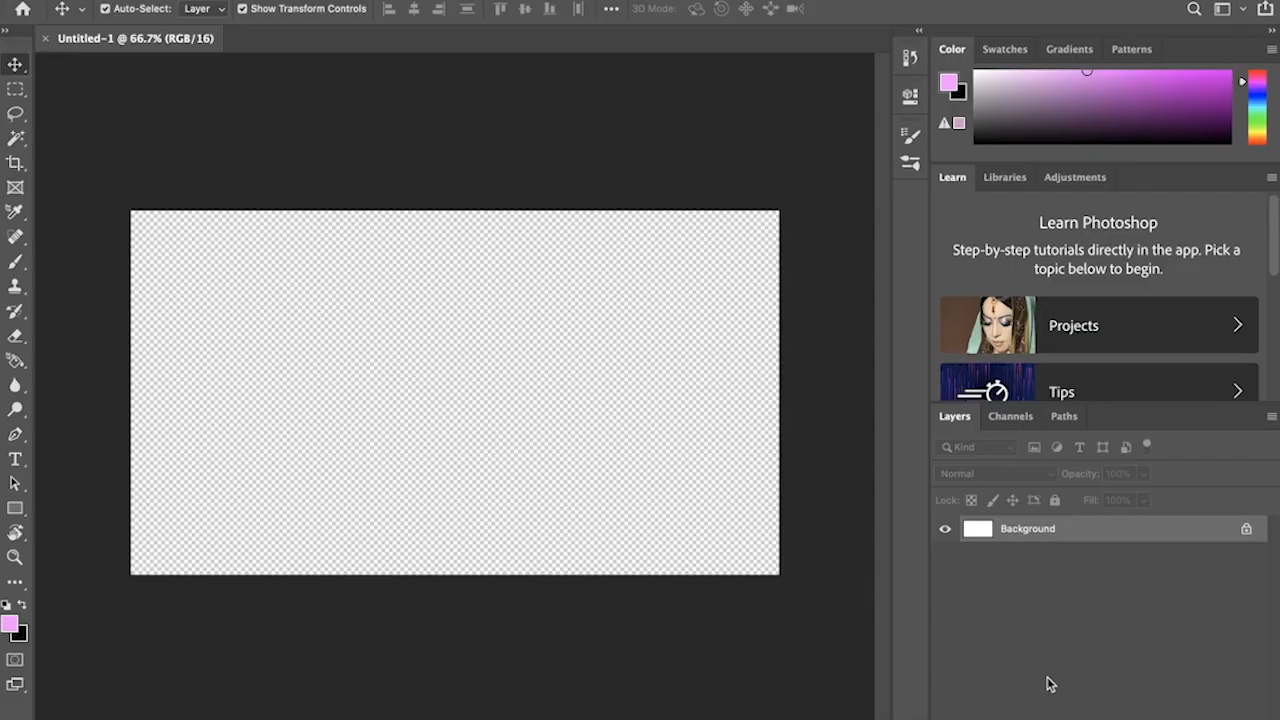 Auto-Select: Layer Show Transform Controls 3D Mode:
Untitled-1 @ 66.7% (RGB/16)
Color Swatches Gradients Patterns
Learn Libraries Adjustments
Learn Photoshop
Step-by-step tutorials directly in the app. Pick a
topic below to begin.
Projects
Tips
Layers Channels Paths
Kind
Normal Opacity: 100%
Lock: Fill: 100%
Background